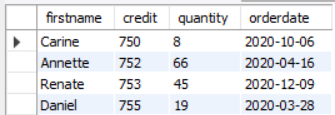 firstname credit quantity orderdate
Carine 750 8 2020-10-06
Annette 752 66 2020-04-16
Renate 753 45 2020-12-09
Daniel 755 19 2020-03-28